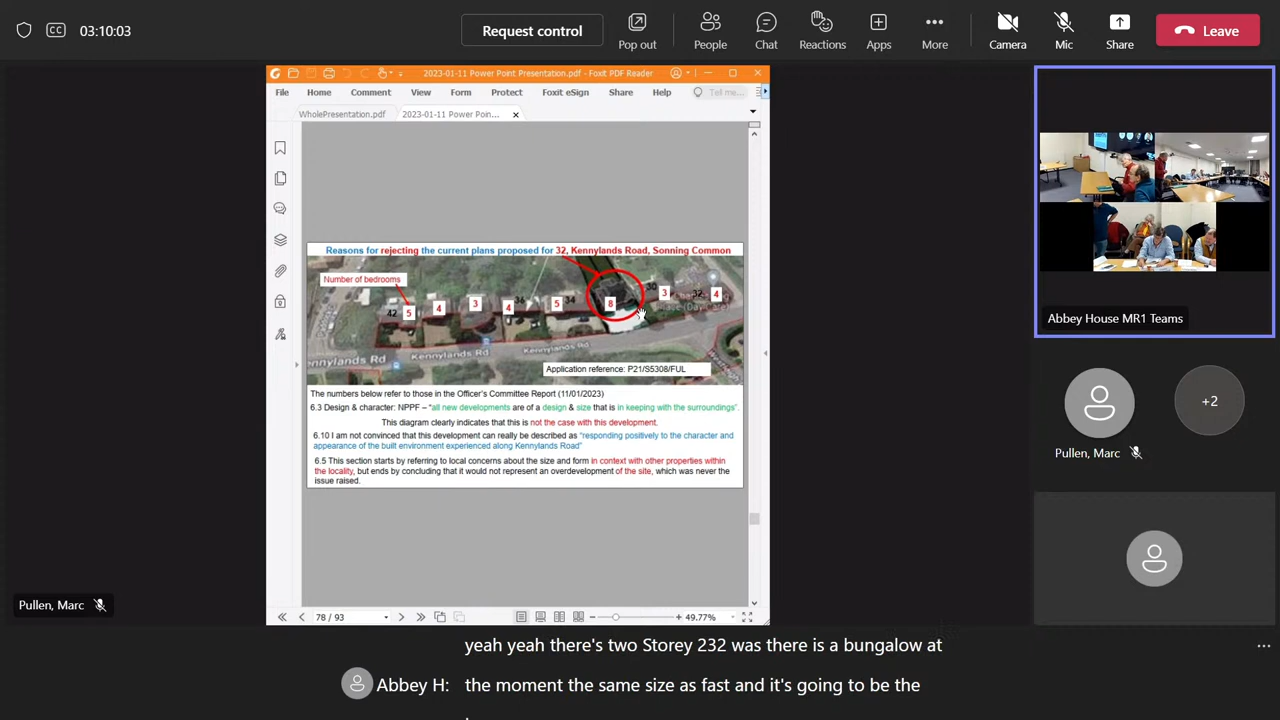 CC 03:10:03 Request control Pop out People Chat Reactions Apps More Camera Mic Share Leave
2023-01-11 Power Point Presentation.pdf - Foxit PDF Reader
File Home Comment View Form Protect Foxit eSign Share Help Tell me...
WholePresentation.pdf 2023-01-11 Power Poin...
Reasons for rejecting the current plans proposed for 32, Kennylands Road, Sonning Common
Number of bedrooms
42 5 4 3 4 36 5 34 8 30 3 32 4
Kennylands Rd Kennylands Rd
Application reference: P21/S5308/FUL
The numbers below refer to those in the Officer's Committee Report (11/01/2023)
6.3 Design & character: NPPF – "all new developments are of a design & size that is in keeping with the surroundings".
This diagram clearly indicates that this is not the case with this development.
6.10 I am not convinced that this development can really be described as "responding positively to the character and
appearance of the built environment experienced along Kennylands Road"
6.5 This section starts by referring to local concerns about the size and form in context with other properties within
the locality, but ends by concluding that it would not represent an overdevelopment of the site, which was never the
issue raised.
78 / 93 49.77%
Abbey House MR1 Teams
+2
Pullen, Marc
Pullen, Marc
yeah yeah there's two Storey 232 was there is a bungalow at
Abbey H: the moment the same size as fast and it's going to be the